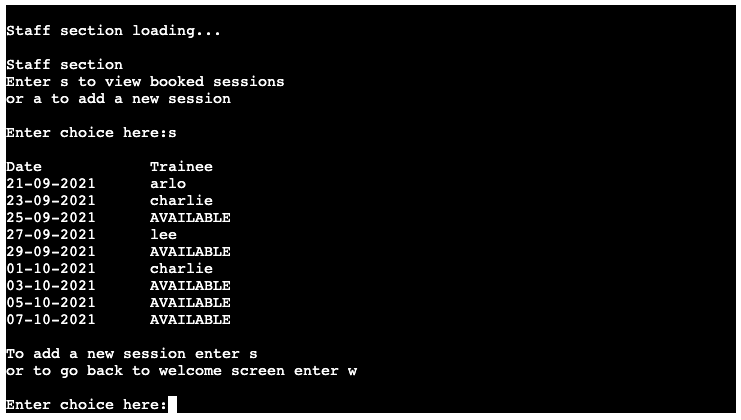 Staff section loading...
Staff section
Enter s to view booked sessions
or a to add a new session
Enter choice here:s
Date Trainee
21-09-2021 arlo
23-09-2021 charlie
25-09-2021 AVAILABLE
27-09-2021 lee
29-09-2021 AVAILABLE
01-10-2021 charlie
03-10-2021 AVAILABLE
05-10-2021 AVAILABLE
07-10-2021 AVAILABLE
To add a new session enter s
or to go back to welcome screen enter w
Enter choice here: